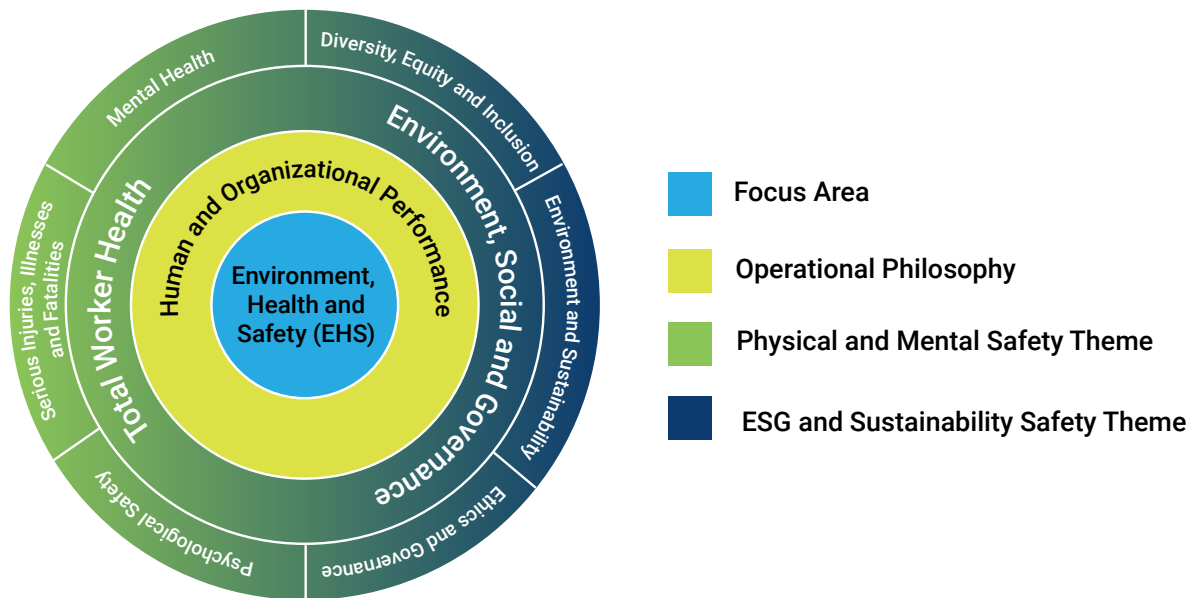 Mental Health
Diversity, Equity and Inclusion
Serious Injuries, Illnesses
and Fatalities
Environment and Sustainability
Psychological Safety
Ethics and Governance
Total Worker Health
Environment, Social and Governance
Human and Organizational Performance
Environment,
Health and
Safety (EHS)
Focus Area
Operational Philosophy
Physical and Mental Safety Theme
ESG and Sustainability Safety Theme